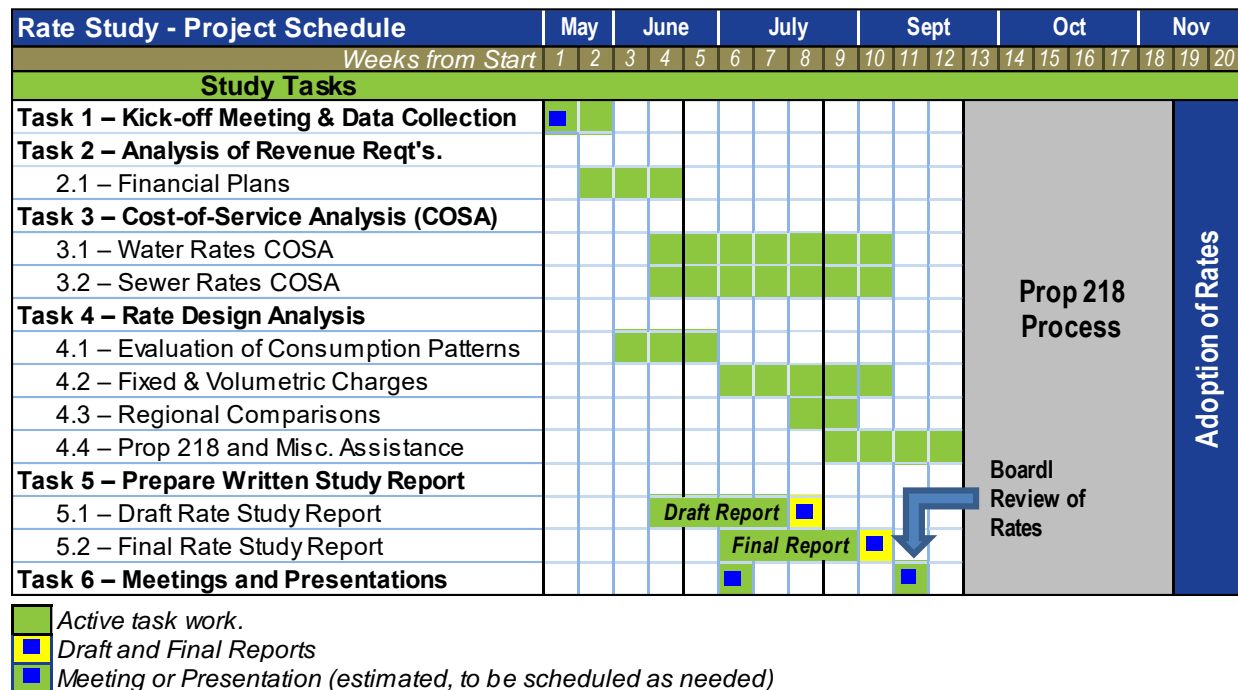 Rate Study - Project Schedule May June July Sept Oct Nov
Weeks from Start 1 2 3 4 5 6 7 8 9 10 11 12 13 14 15 16 17 18 19 20
Study Tasks
Task 1 – Kick-off Meeting & Data Collection
Task 2 – Analysis of Revenue Reqt's.
2.1 – Financial Plans
Task 3 – Cost-of-Service Analysis (COSA)
3.1 – Water Rates COSA
3.2 – Sewer Rates COSA
Task 4 – Rate Design Analysis
4.1 – Evaluation of Consumption Patterns
4.2 – Fixed & Volumetric Charges
4.3 – Regional Comparisons
4.4 – Prop 218 and Misc. Assistance
Task 5 – Prepare Written Study Report
5.1 – Draft Rate Study Report Draft Report
5.2 – Final Rate Study Report Final Report
Task 6 – Meetings and Presentations
Prop 218
Process
Boardl
Review of
Rates
Adoption of Rates
Active task work.
Draft and Final Reports
Meeting or Presentation (estimated, to be scheduled as needed)